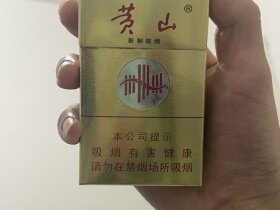 黄山®
新制皖烟
本公司提示
吸烟有害健康
请勿在禁烟场所吸烟